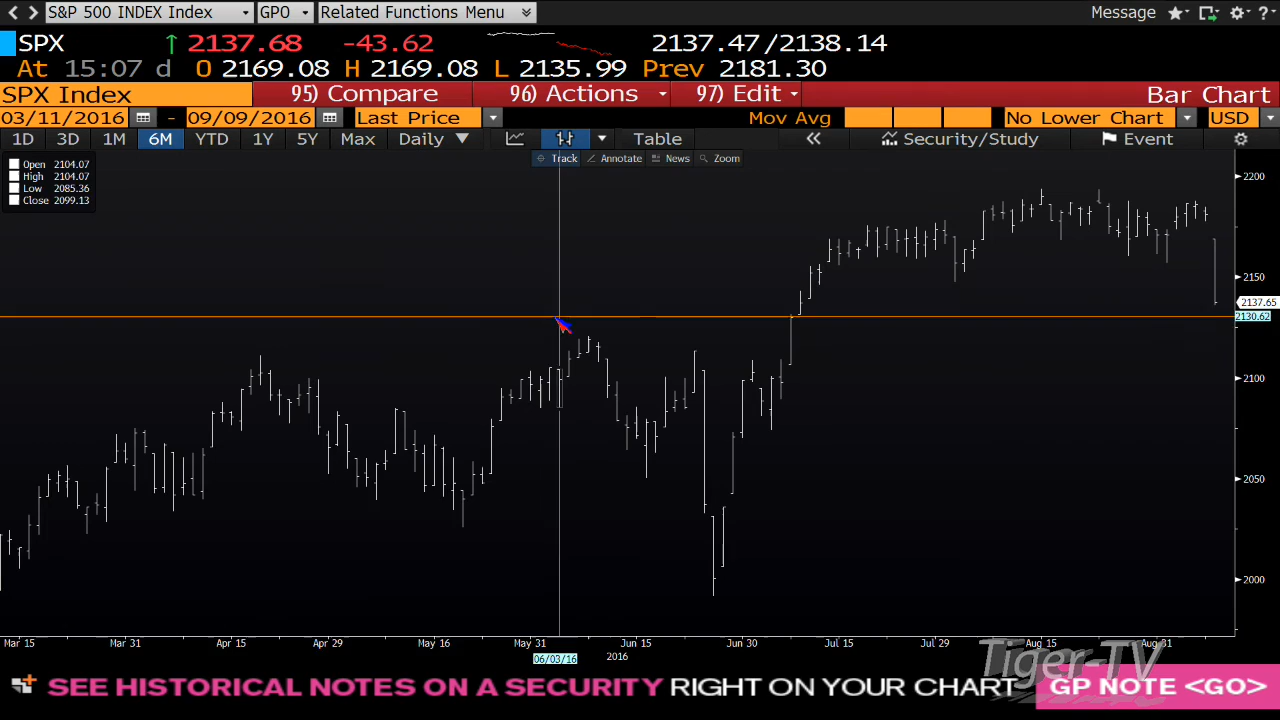 S&P 500 INDEX Index GPO Related Functions Menu Message ?
SPX 2137.68 -43.62 2137.47/2138.14
At 15:07 d O 2169.08 H 2169.08 L 2135.99 Prev 2181.30
SPX Index 95) Compare 96) Actions 97) Edit Bar Chart
03/11/2016 - 09/09/2016 Last Price Mov Avg No Lower Chart USD
1D 3D 1M 6M YTD 1Y 5Y Max Daily Table Security/Study Event
Track Annotate News Zoom
Open 2104.07
High 2104.07
Low 2085.36
Close 2099.13
2200
2150
2137.65
2130.62
2100
2050
2000
Mar 15 Mar 31 Apr 15 Apr 29 May 16 May 31 Jun 15 Jun 30 Jul 15 Jul 29 Aug 15 Aug 31
06/03/16 2016
Tiger-TV
SEE HISTORICAL NOTES ON A SECURITY RIGHT ON YOUR CHART GP NOTE <GO>